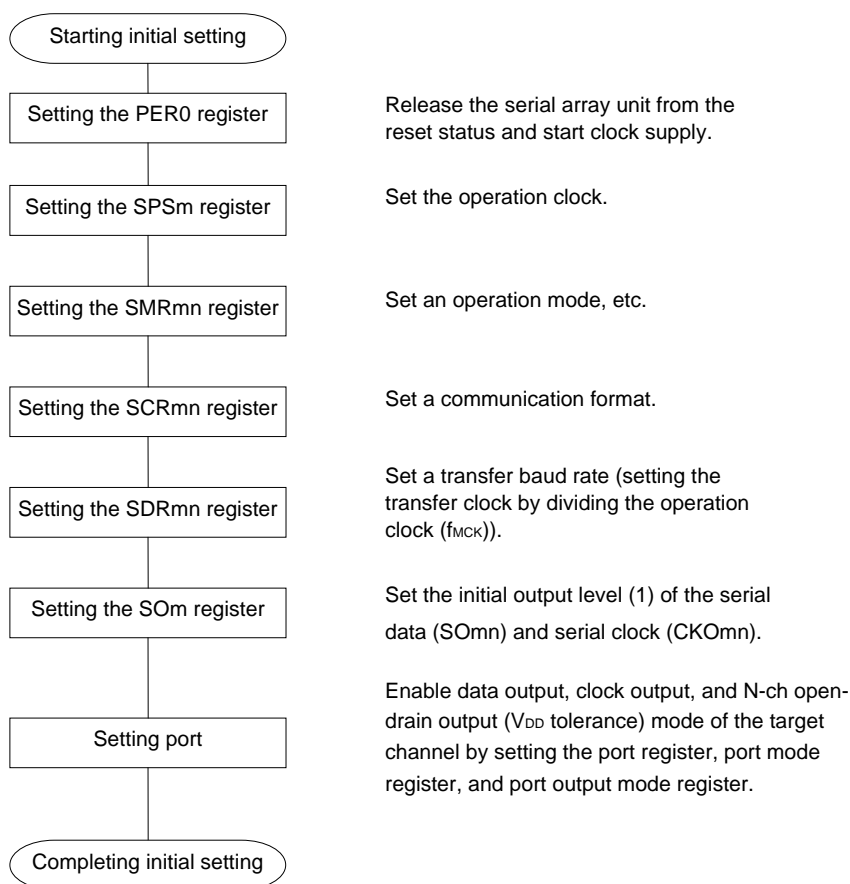 Starting initial setting
Setting the PER0 register
Release the serial array unit from the
reset status and start clock supply.
Setting the SPSm register
Set the operation clock.
Setting the SMRmn register
Set an operation mode, etc.
Setting the SCRmn register
Set a communication format.
Setting the SDRmn register
Set a transfer baud rate (setting the
transfer clock by dividing the operation
clock (fMCK)).
Setting the SOm register
Set the initial output level (1) of the serial
data (SOmn) and serial clock (CKOmn).
Setting port
Enable data output, clock output, and N-ch open-
drain output (VDD tolerance) mode of the target
channel by setting the port register, port mode
register, and port output mode register.
Completing initial setting